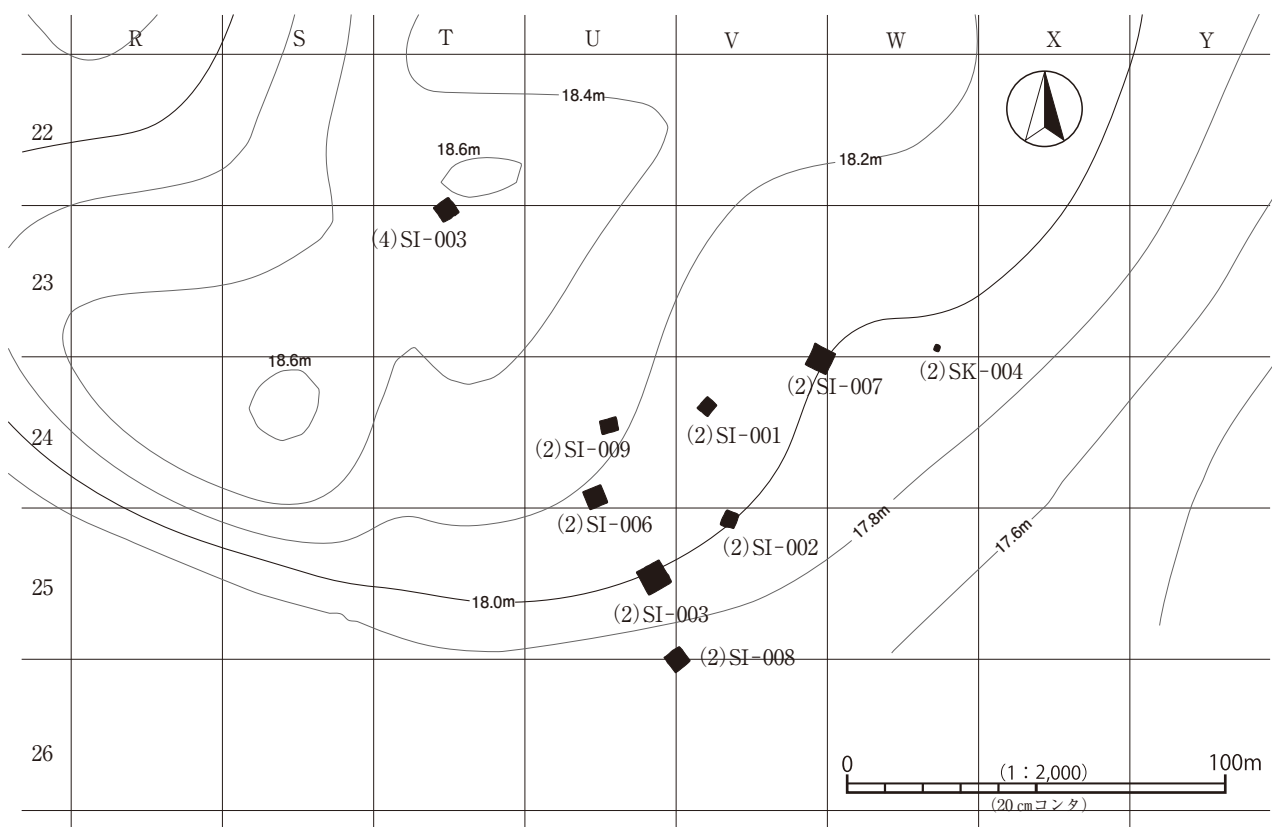 R S T U V W X Y
18.4m
22
18.6m
18.2m
(4)SI-003
23
18.6m
(2)SI-007
(2)SK-004
24
(2)SI-001
(2)SI-009
(2)SI-006
17.8m
17.6m
(2)SI-002
25
18.0m
(2)SI-003
(2)SI-008
26
0 100m
(1：2,000)
(20㎝コンタ)